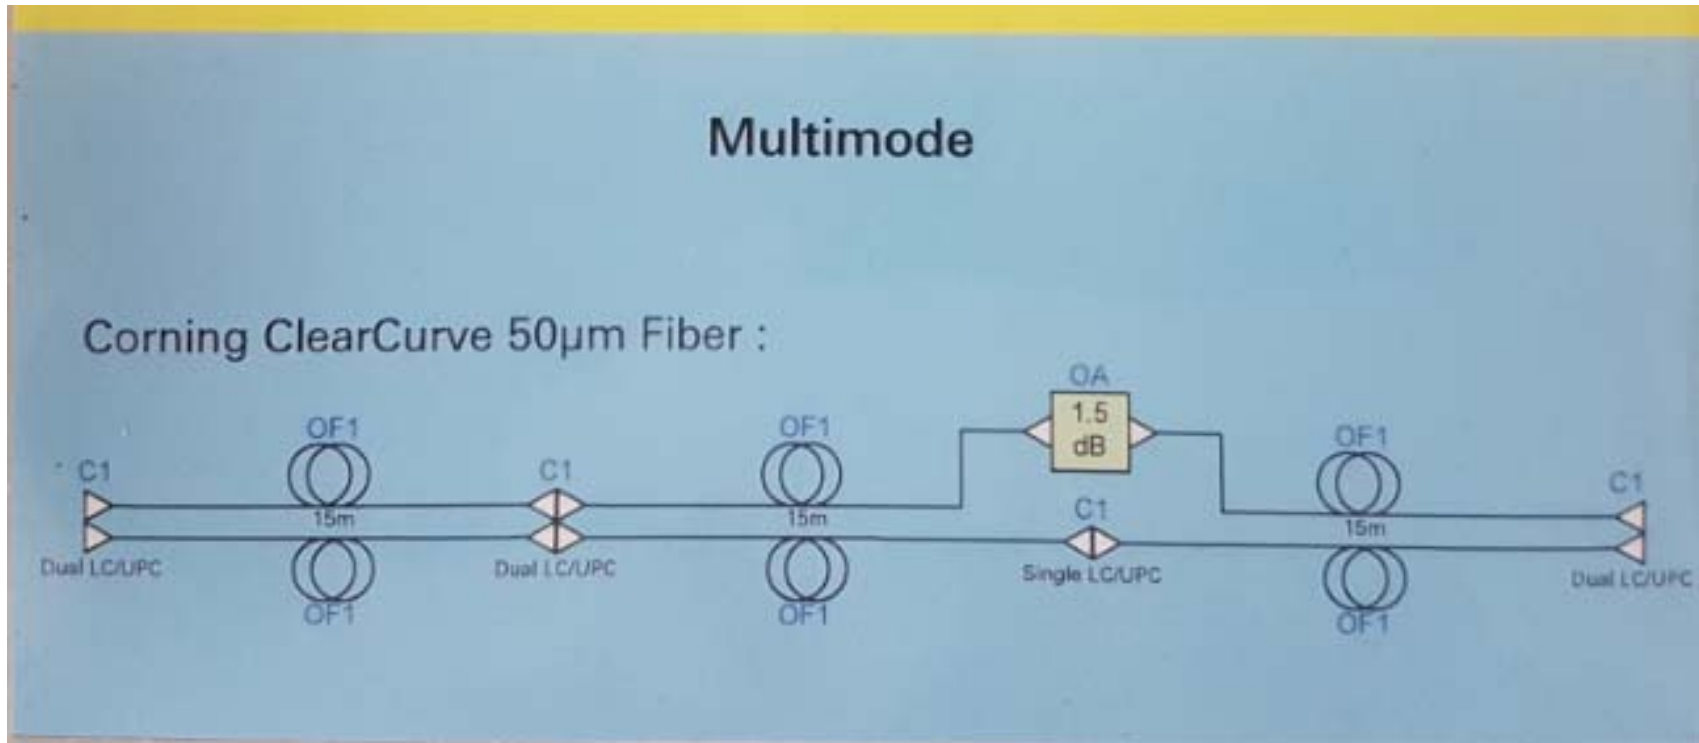 Multimode
Corning ClearCurve 50µm Fiber :
OA
1.5
dB
OF1
OF1
OF1
C1
C1
C1
C1
15m
15m
15m
Dual LC/UPC
Dual LC/UPC
Single LC/UPC
Dual LC/UPC
OF1
OF1
OF1